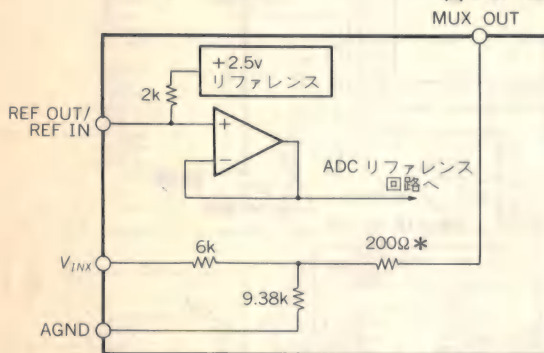 MUX OUT
+2.5v
リファレンス
2k
REF OUT/
REF IN
+
−
ADC リファレンス
回路へ
6k
200Ω*
VINX
9.38k
AGND